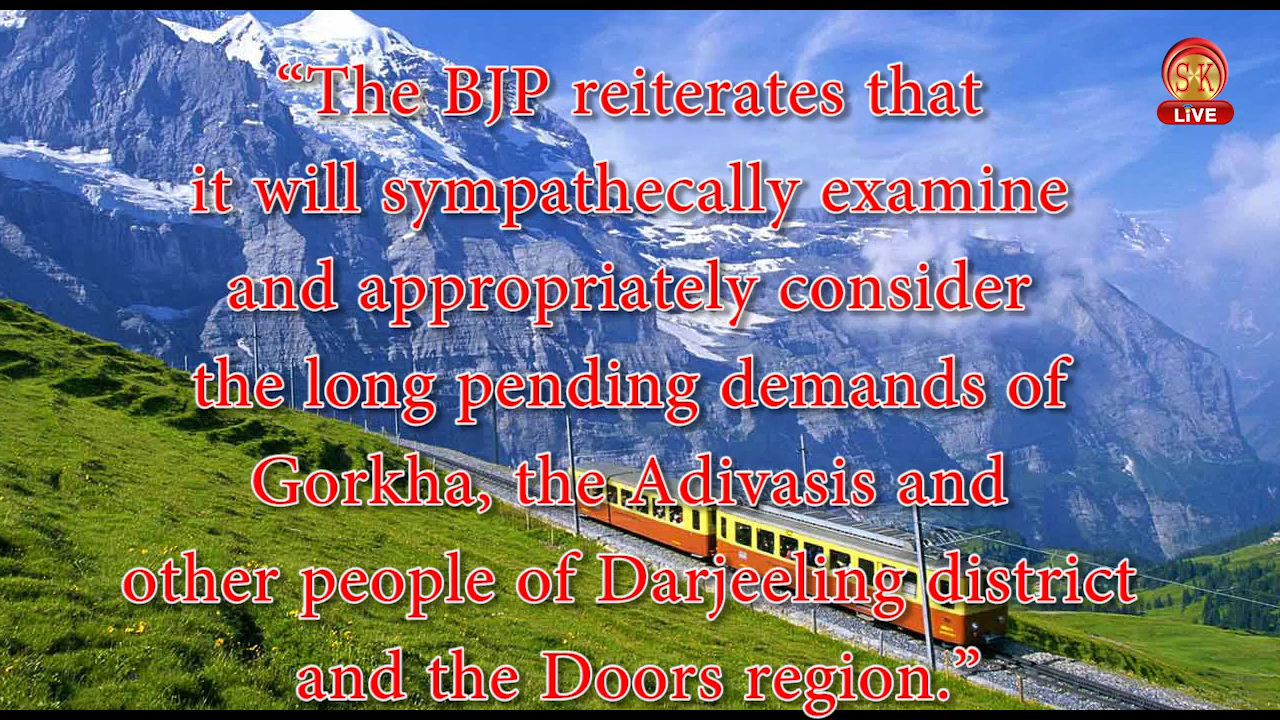 “The BJP reiterates that
it will sympathecally examine
and appropriately consider
the long pending demands of
Gorkha, the Adivasis and
other people of Darjeeling district
and the Doors region.”
SK
LiVE